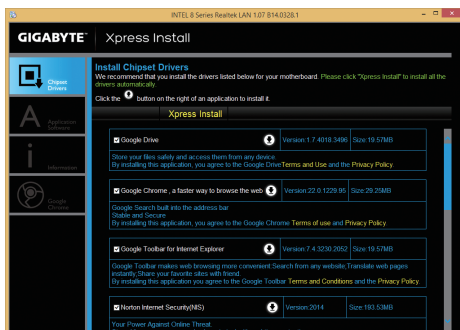 INTEL 8 Series Realtek LAN 1.07 B14.0328.1
GIGABYTE™ Xpress Install
Chipset
Drivers
Application
Software
Information
Google
Chrome
Install Chipset Drivers
We recommend that you install the drivers listed below for your motherboard. Please click "Xpress Install" to install all the
drivers automatically.
Click the button on the right of an application to install it.
Xpress Install
Google Drive Version:1.7.4018.3496 Size:19.57MB
Store your files safely and access them from any device.
By installing this application, you agree to the Google DriveTerms and Use and the Privacy Policy
Google Chrome , a faster way to browse the web Version:22.0.1229.95 Size:29.25MB
Google Search built into the address bar
Stable and Secure
By installing this application, you agree to the Google Chrome Terms of use and Privacy Policy
Google Toolbar for Internet Explorer Version:7.4.3230.2052 Size:19.57MB
Google Toolbar makes web browsing more convenient.Search from any website;Translate web pages
instantly;Share your favorite sites with friend.
By installing this application, you agree to the Google Toolbar Terms and Conditions and the Privacy Policy.
Norton Internet Security(NIS) Version:2014 Size:193.53MB
Your Power Against Online Threat.